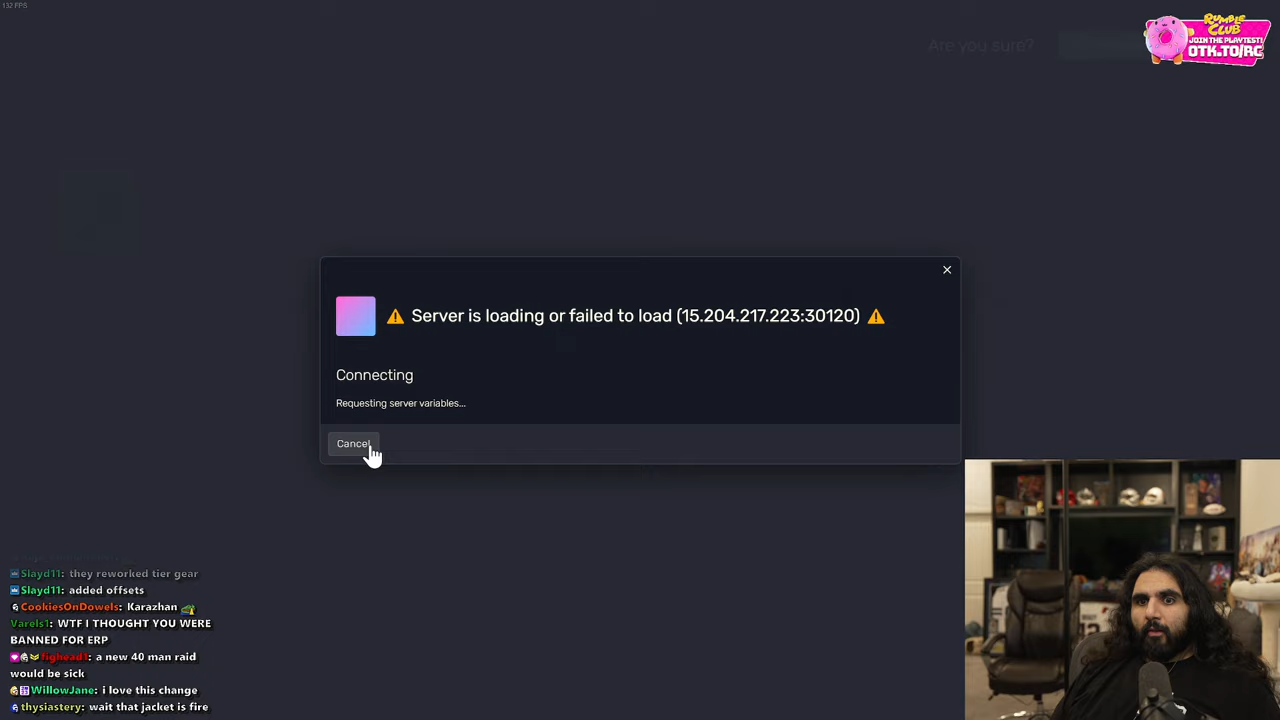 132 FPS
Are you sure?
RUMBLE
CLUB
JOIN THE PLAYTEST!
OTK.TO/RC
Server is loading or failed to load (15.204.217.223:30120)
Connecting
Requesting server variables...
Cancel
Slayd11: they reworked tier gear
Slayd11: added offsets
CookiesOnDowels: Karazhan
Varels1: WTF I THOUGHT YOU WERE
BANNED FOR ERP
fighead1: a new 40 man raid
would be sick
WillowJane: i love this change
thysiastery: wait that jacket is fire